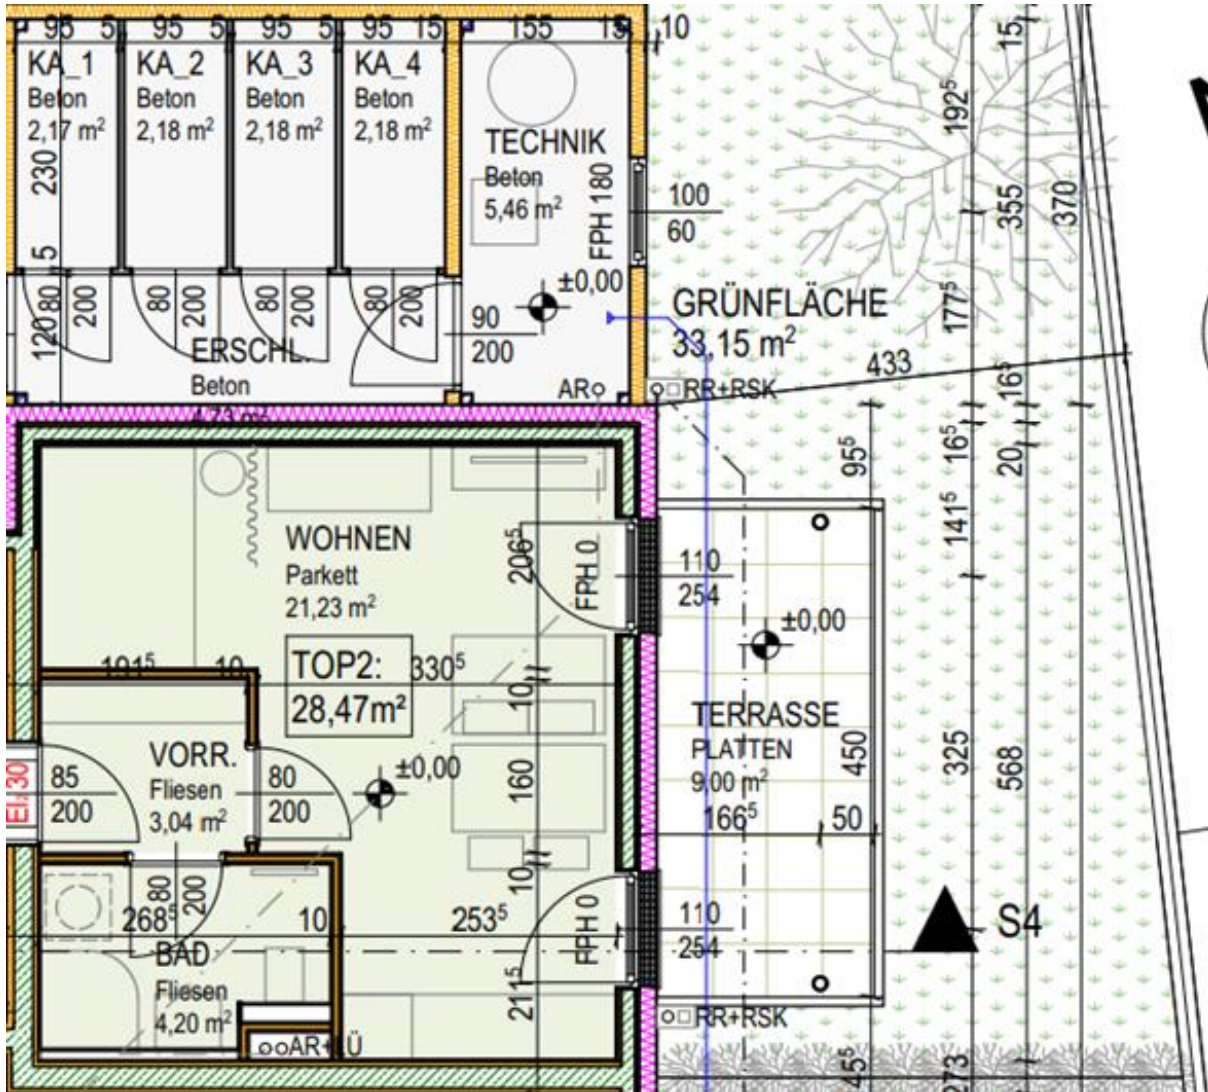 95 5 95 5 95 5 95 15 155 15 10
KA_1
Beton
2,17 m²
KA_2
Beton
2,18 m²
KA_3
Beton
2,18 m²
KA_4
Beton
2,18 m²
TECHNIK
Beton
5,46 m²
FPH 180
100
60
15
192⁵
355
370
230
5
120
80
200
80
200
80
200
80
200
90
200
±0,00
ERSCHL.
Beton
4,73 m²
GRÜNFLÄCHE
33,15 m²
177⁵
16⁵
433
AR
RR+RSK
95⁵
16⁵
20
141⁵
WOHNEN
Parkett
21,23 m²
206⁵
FPH 0
110
254
±0,00
TOP2:
28,47m²
191⁵ 10 330⁵
10
TERRASSE
PLATTEN
9,00 m²
450
325
568
166⁵ 50
VORR.
Fliesen
3,04 m²
EI₂30
85
200
80
200
±0,00
160
10
80
200
268⁵ 10 253⁵
FPH 0
110
254
S4
BAD
Fliesen
4,20 m²
211⁵
AR+LÜ
RR+RSK
45⁵
273